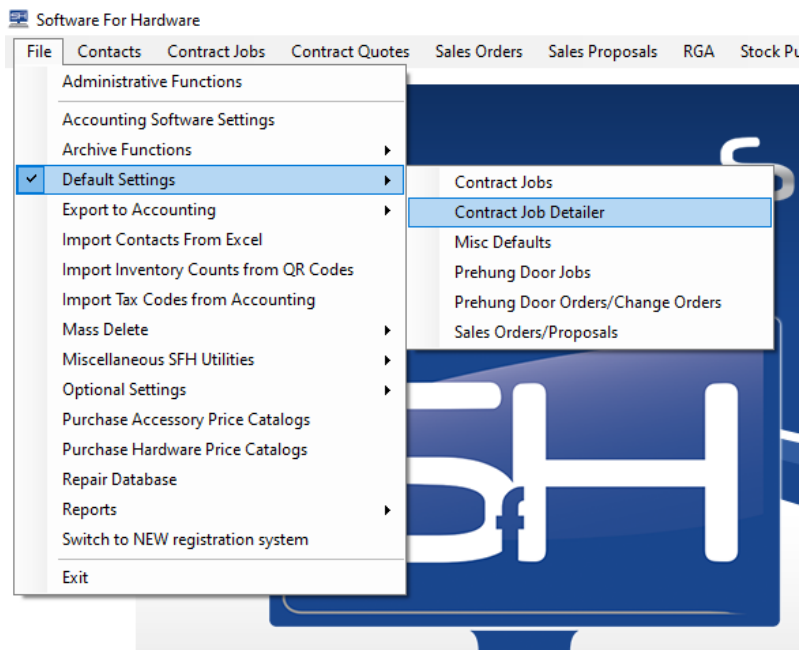 Software For Hardware
File Contacts Contract Jobs Contract Quotes Sales Orders Sales Proposals RGA Stock Pu
Administrative Functions
Accounting Software Settings
Archive Functions
Default Settings
Export to Accounting
Import Contacts From Excel
Import Inventory Counts from QR Codes
Import Tax Codes from Accounting
Mass Delete
Miscellaneous SFH Utilities
Optional Settings
Purchase Accessory Price Catalogs
Purchase Hardware Price Catalogs
Repair Database
Reports
Switch to NEW registration system
Exit
Contract Jobs
Contract Job Detailer
Misc Defaults
Prehung Door Jobs
Prehung Door Orders/Change Orders
Sales Orders/Proposals
S
SfH